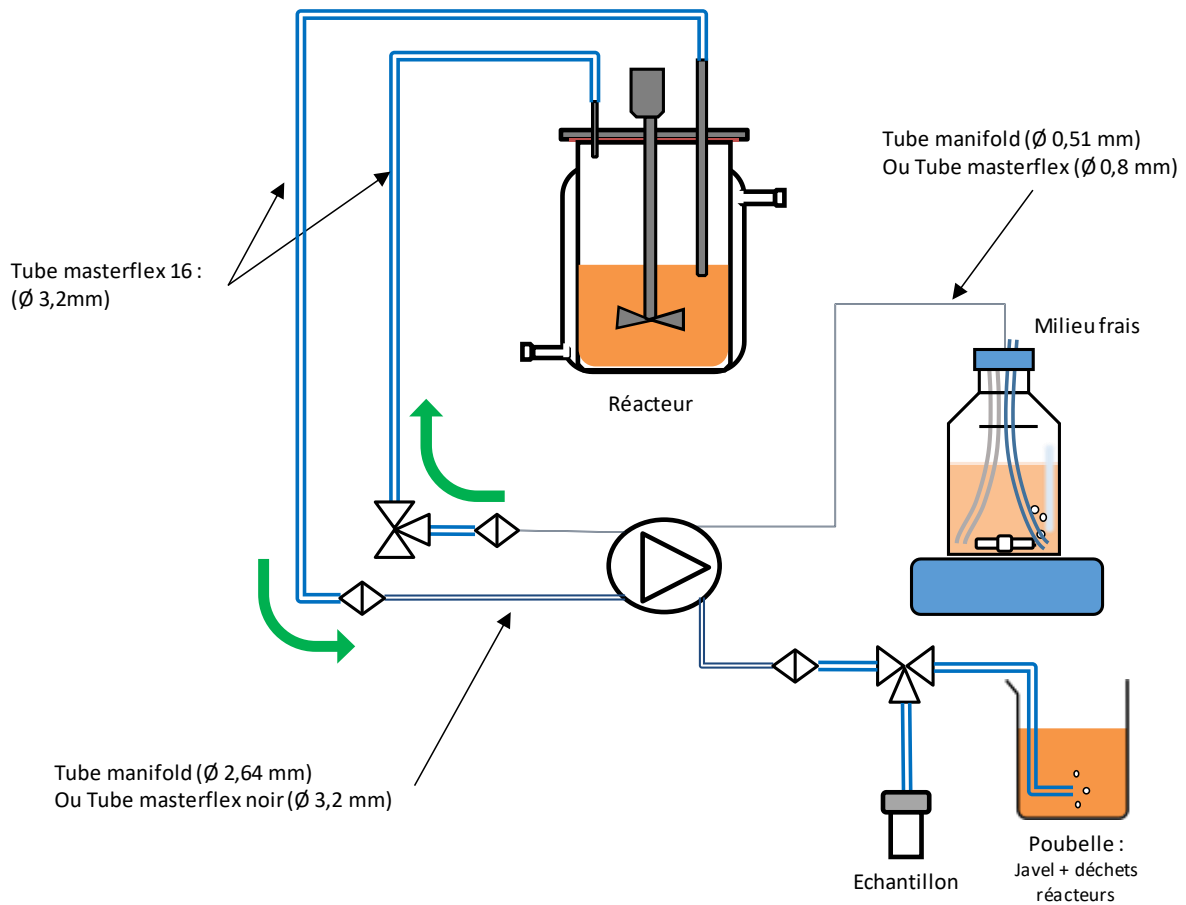 Tube manifold (Ø 0,51 mm)
Ou Tube masterflex (Ø 0,8 mm)
Tube masterflex 16 :
(Ø 3,2mm)
Milieu frais
Réacteur
Tube manifold (Ø 2,64 mm)
Ou Tube masterflex noir (Ø 3,2 mm)
Echantillon
Poubelle :
Javel + déchets
réacteurs